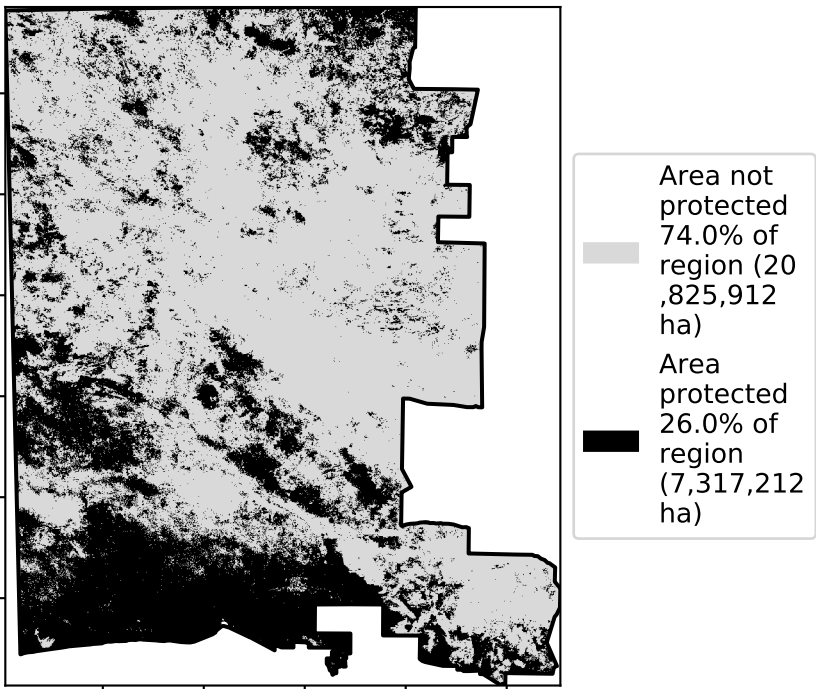 Area not
protected
74.0% of
region (20
,825,912
ha)
Area
protected
26.0% of
region
(7,317,212
ha)